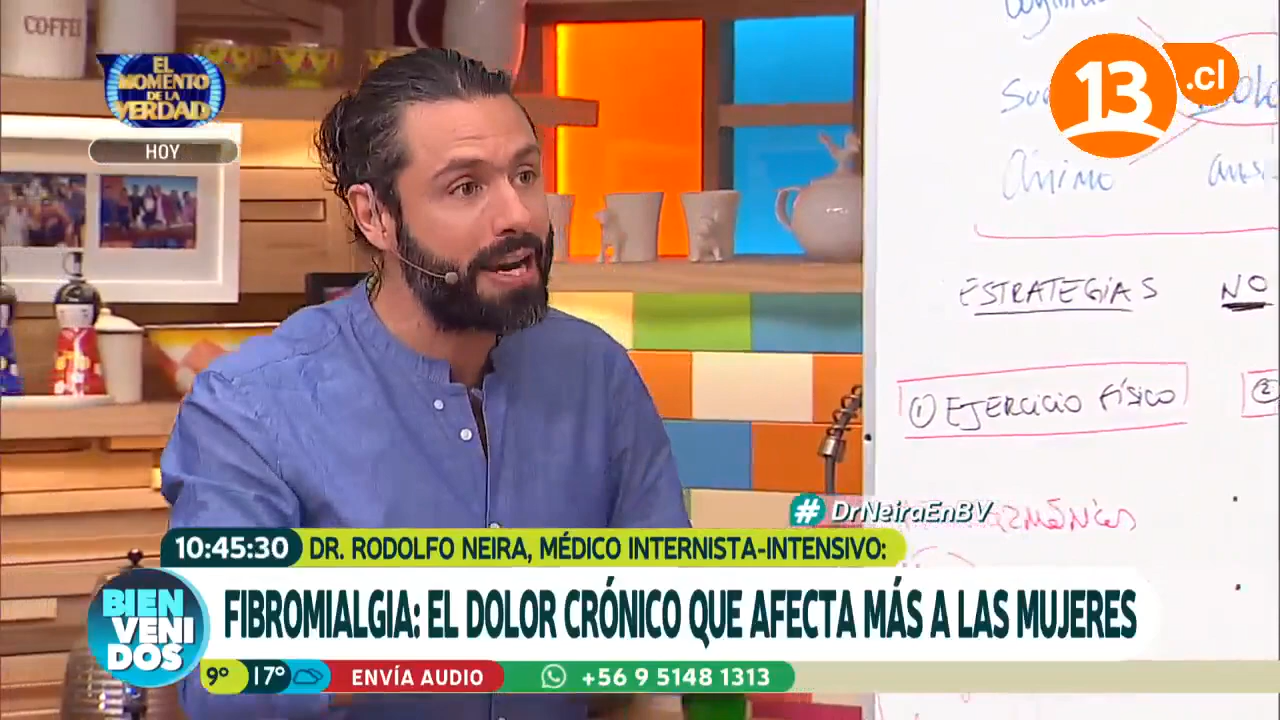 COFFEE
EL
MOMENTO
DE LA
VERDAD
HOY
13.cl
Ánimo
ESTRATEGIAS NO
① EJERCICIO FÍSICO ②
#DrNeiraEnBV
10:45:30 DR. RODOLFO NEIRA, MÉDICO INTERNISTA-INTENSIVO:
BIEN
VENI
DOS
FIBROMIALGIA: EL DOLOR CRÓNICO QUE AFECTA MÁS A LAS MUJERES
9° 17° ENVÍA AUDIO +56 9 5148 1313